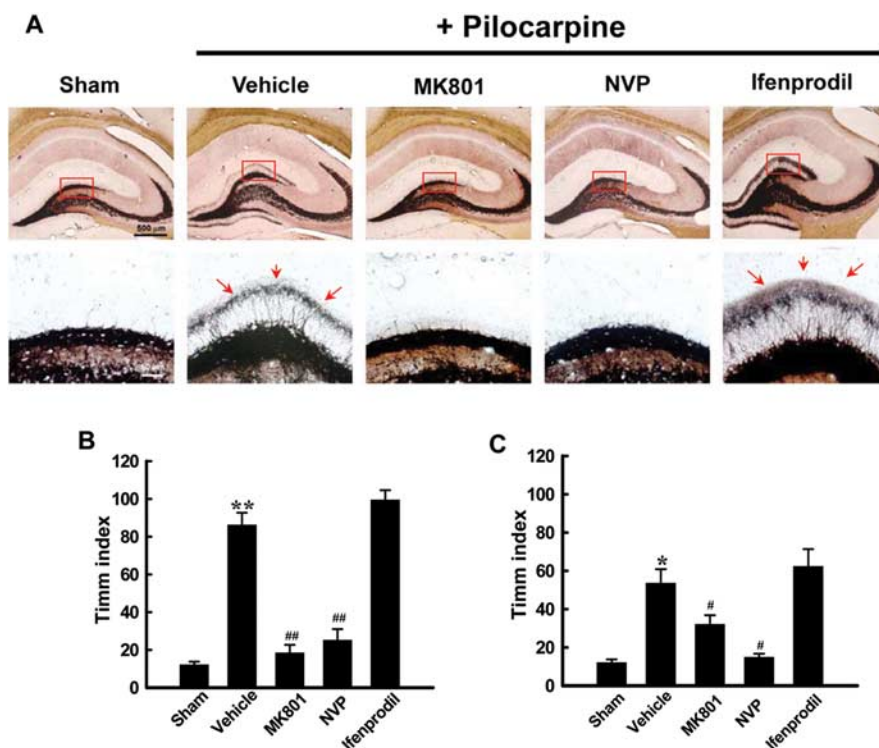 A
+ Pilocarpine
Sham
Vehicle
MK801
NVP
Ifenprodil
500 μm
B
120
100
80
60
40
20
0
Timm index
**
##
##
Sham
Vehicle
MK801
NVP
Ifenprodil
C
120
100
80
60
40
20
0
Timm index
*
#
#
Sham
Vehicle
MK801
NVP
Ifenprodil